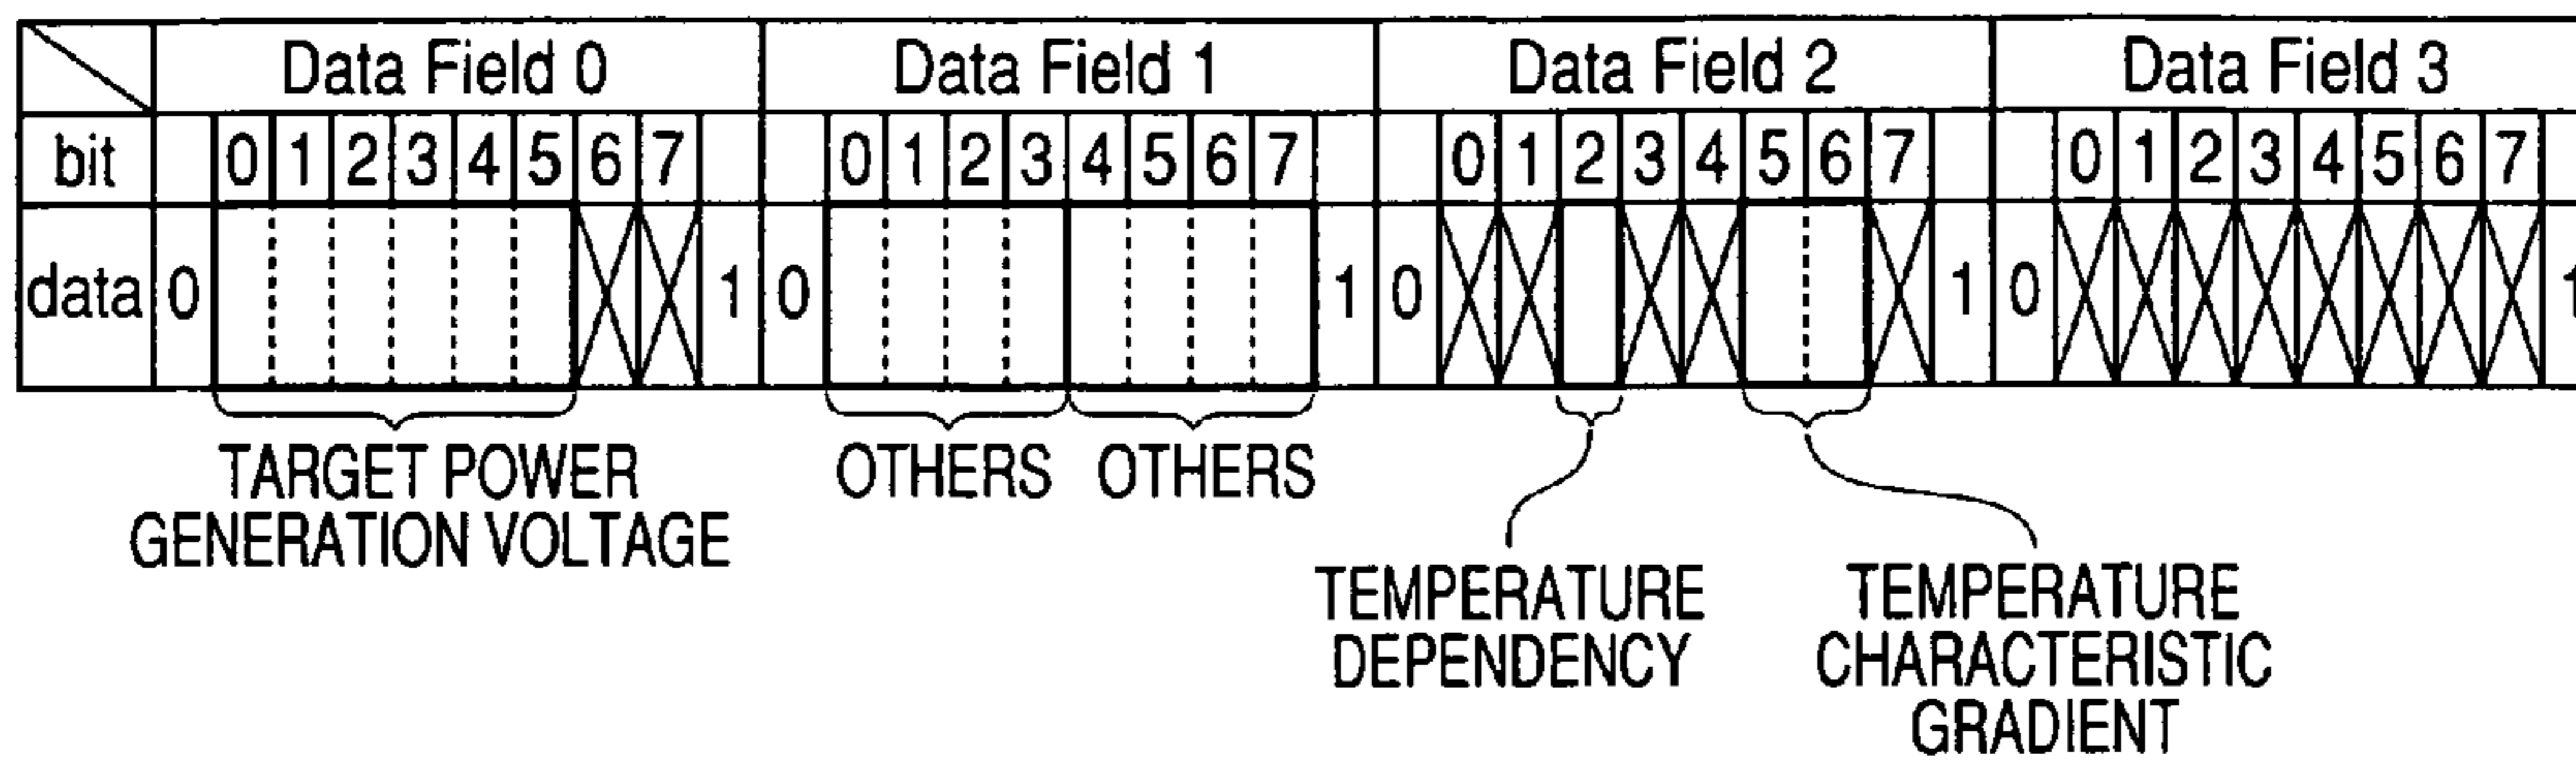 Data Field 0 Data Field 1 Data Field 2 Data Field 3
bit 0 1 2 3 4 5 6 7 0 1 2 3 4 5 6 7 0 1 2 3 4 5 6 7 0 1 2 3 4 5 6 7
data 0 1 0 1 0 1 0 1
TARGET POWER
GENERATION VOLTAGE
OTHERS OTHERS
TEMPERATURE
DEPENDENCY
TEMPERATURE
CHARACTERISTIC
GRADIENT